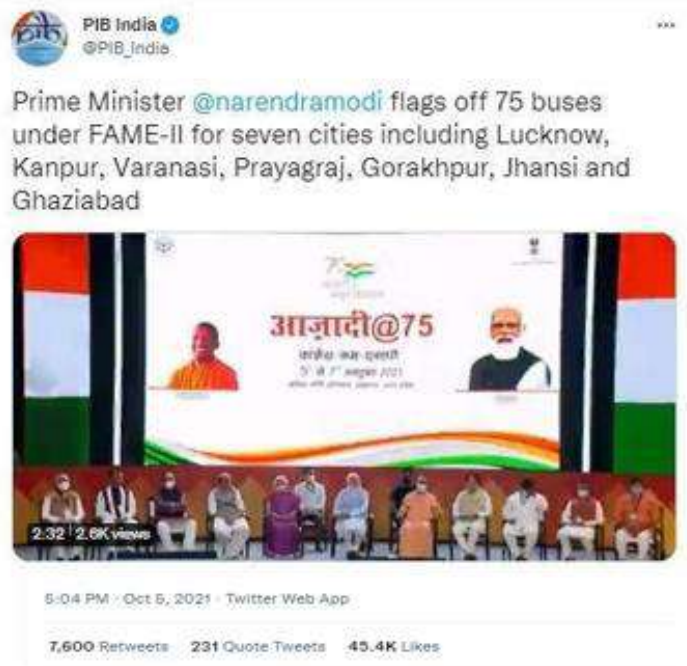 PIB India
@PIB_India
Prime Minister @narendramodi flags off 75 buses
under FAME-II for seven cities including Lucknow,
Kanpur, Varanasi, Prayagraj, Gorakhpur, Jhansi and
Ghaziabad
आज़ादी@75
2021
2:32 2.6K views
5:04 PM · Oct 5, 2021 · Twitter Web App
7,600 Retweets 231 Quote Tweets 45.4K Likes